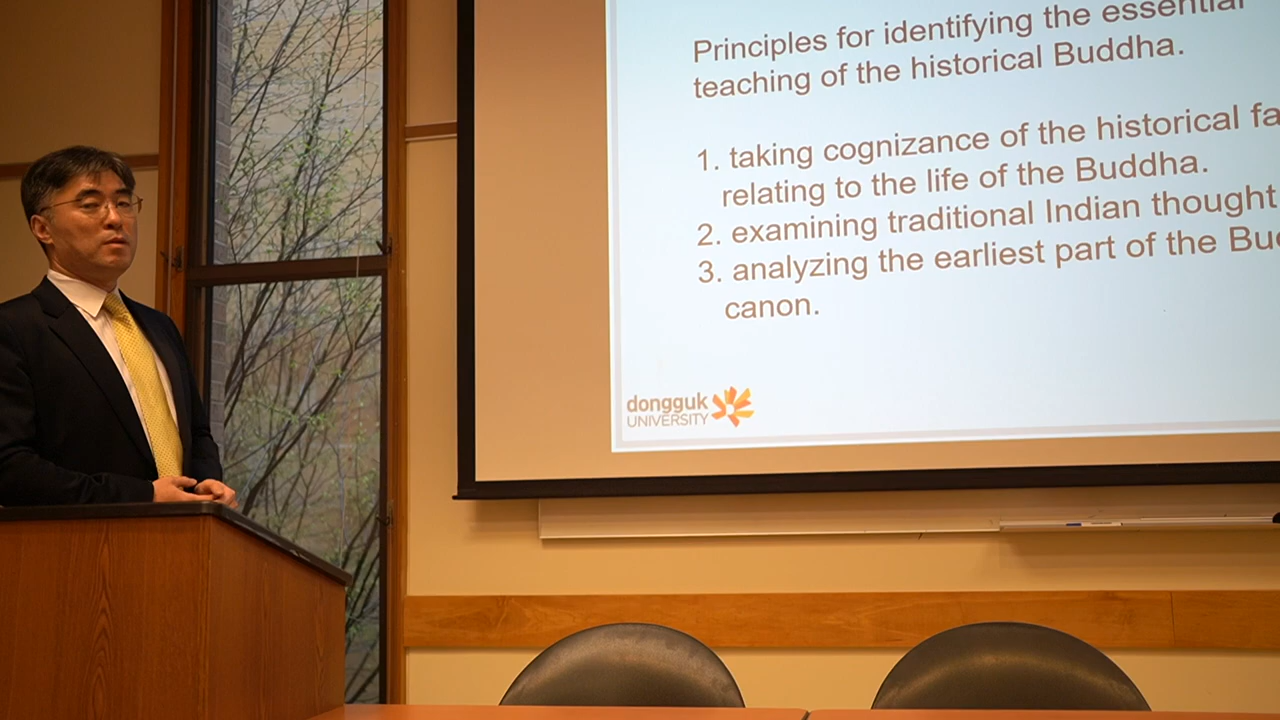 Principles for identifying the essential
teaching of the historical Buddha.
1. taking cognizance of the historical
relating to the life of the Buddha.
2. examining traditional Indian thought
3. analyzing the earliest part of the
canon.
dongguk
UNIVERSITY